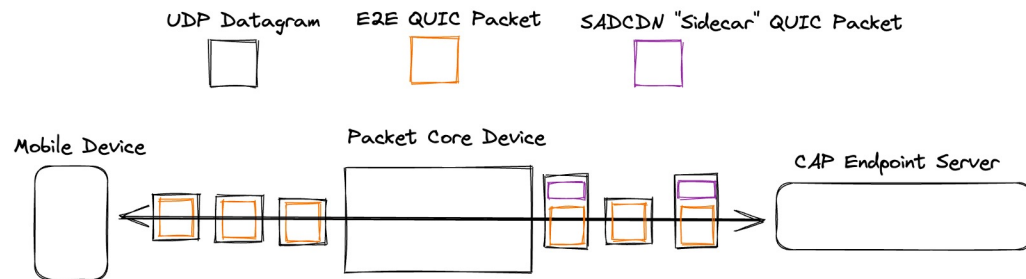 UDP Datagram
E2E QUIC Packet
SADCDN "Sidecar" QUIC Packet
Mobile Device
Packet Core Device
CAP Endpoint Server